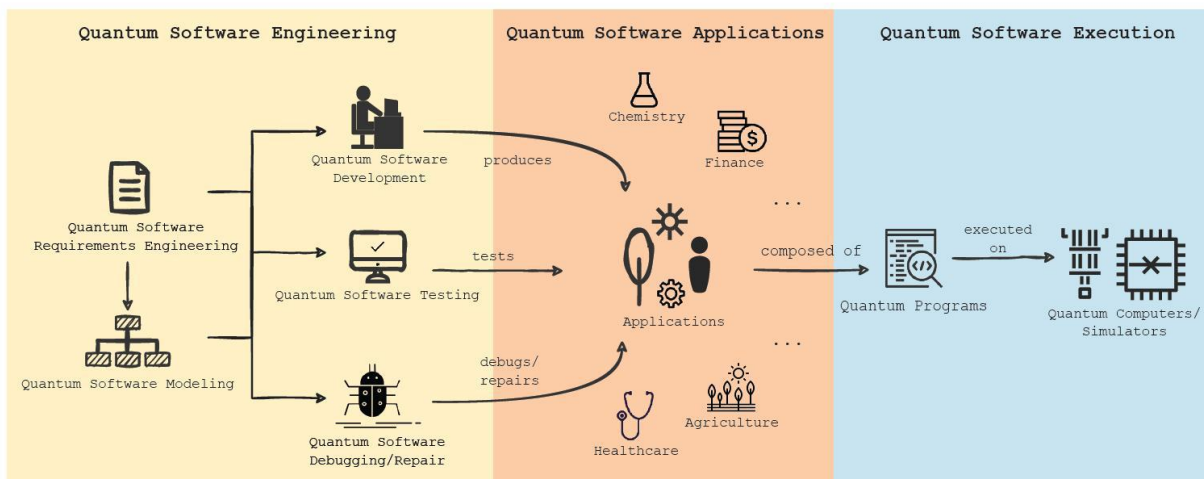 Quantum Software Engineering
Quantum Software Applications
Quantum Software Execution
Quantum Software
Requirements Engineering
Quantum Software Modeling
Quantum Software
Development
Quantum Software Testing
Quantum Software
Debugging/Repair
produces
tests
debugs/
repairs
Chemistry
Finance
...
Applications
...
Agriculture
Healthcare
composed of
Quantum Programs
executed
on
Quantum Computers/
Simulators